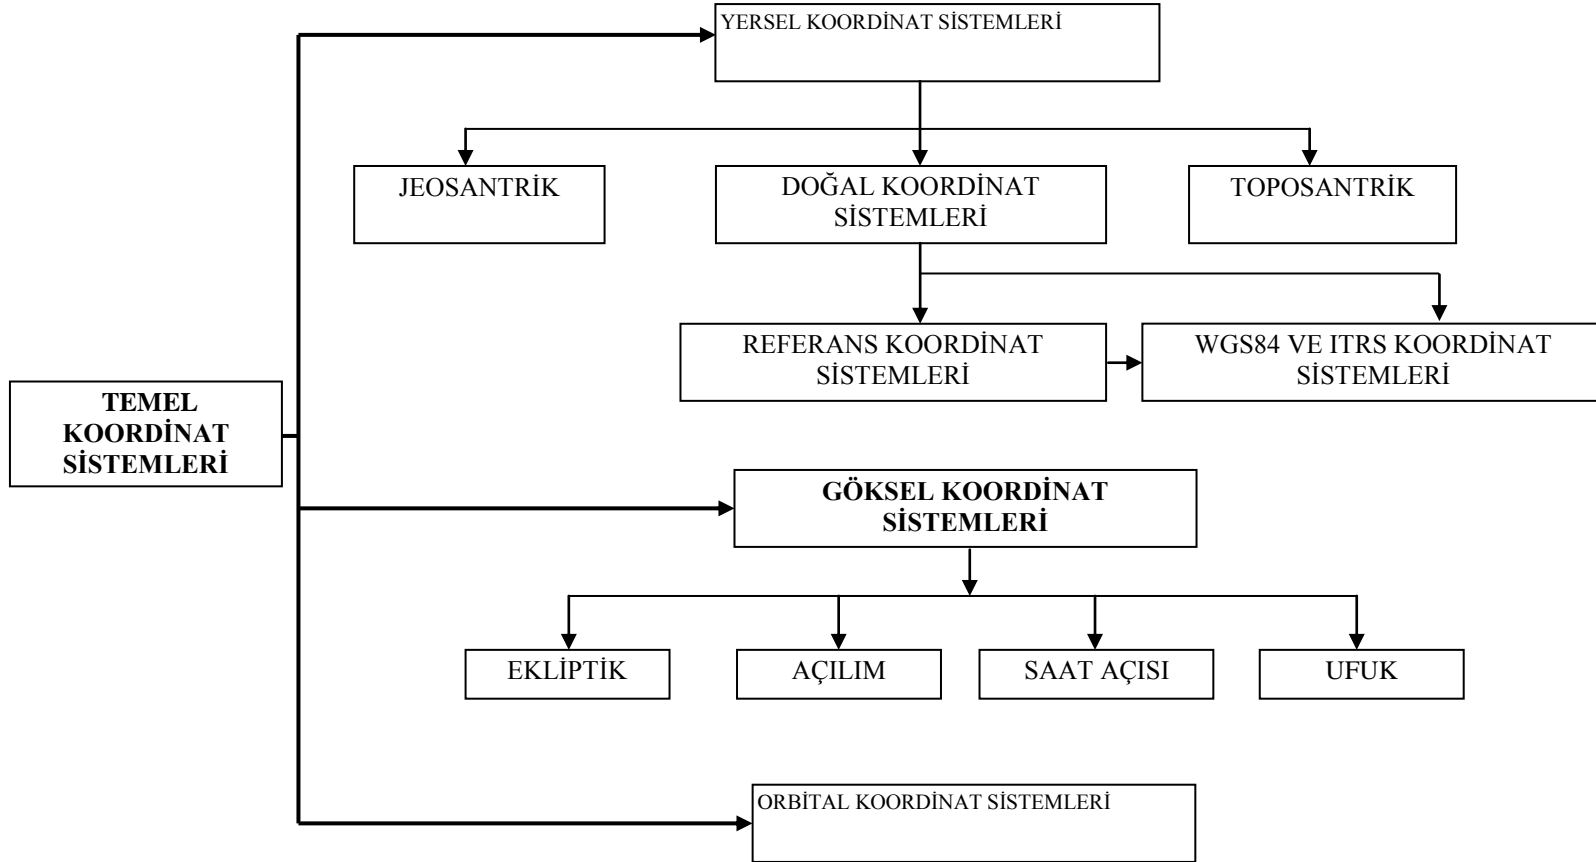 YERSEL KOORDİNAT SİSTEMLERİ
JEOSANTRİK
DOĞAL KOORDİNAT
SİSTEMLERİ
TOPOSANTRİK
REFERANS KOORDİNAT
SİSTEMLERİ
WGS84 VE ITRS KOORDİNAT
SİSTEMLERİ
TEMEL
KOORDİNAT
SİSTEMLERİ
GÖKSEL KOORDİNAT
SİSTEMLERİ
EKLİPTİK
AÇILIM
SAAT AÇISI
UFUK
ORBİTAL KOORDİNAT SİSTEMLERİ